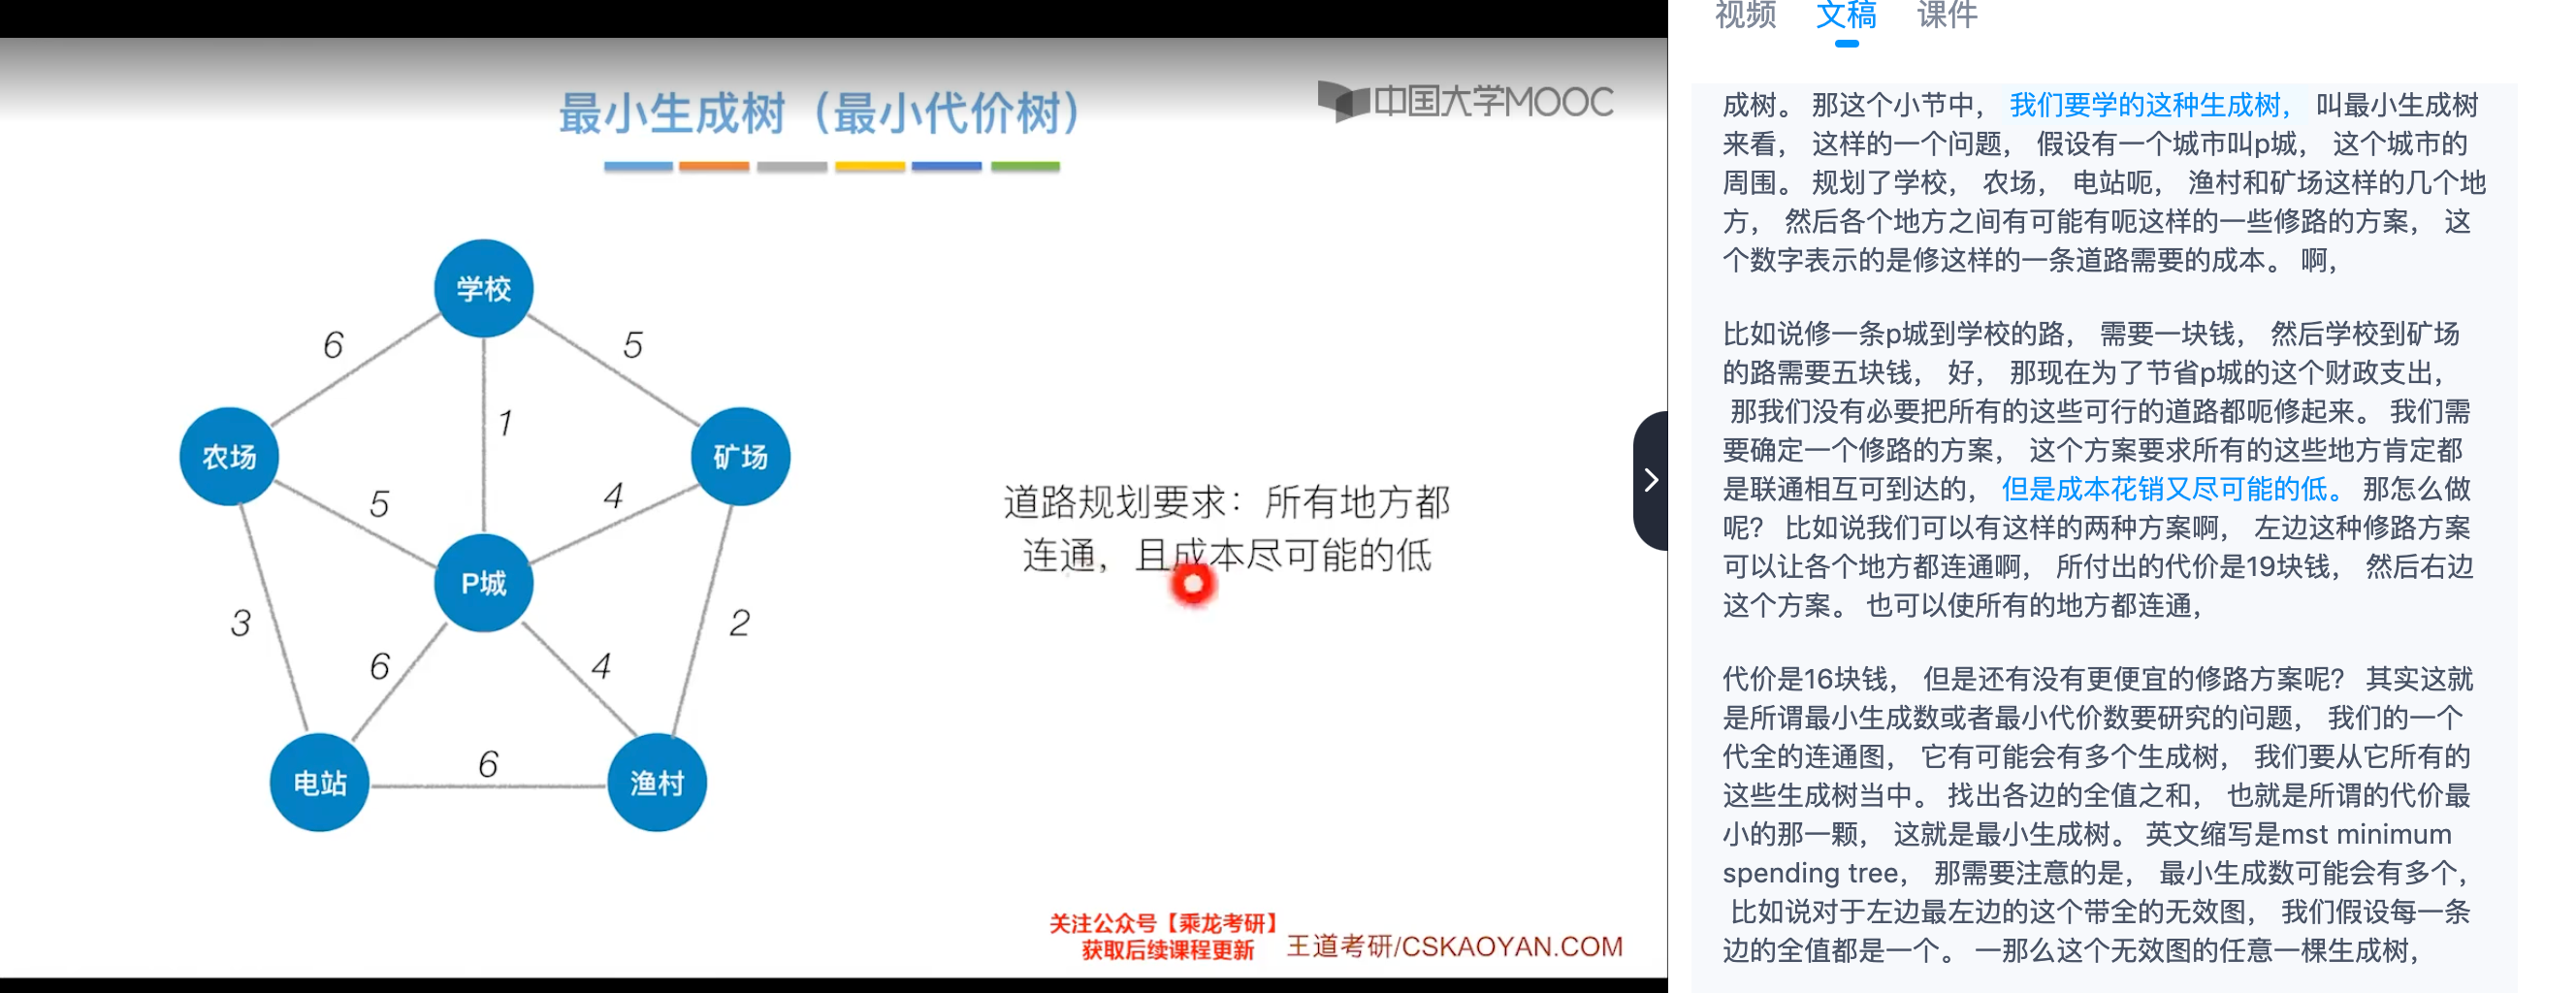 最小生成树（最小代价树）
中国大学MOOC
学校
6
5
1
农场
矿场
5
4
P城
3
2
6
4
电站
6
渔村
道路规划要求：所有地方都
连通，且成本尽可能的低
关注公众号【乘龙考研】
获取后续课程更新
王道考研/CSKAOYAN.COM
视频 文稿 课件
成树。 那这个小节中， 我们要学的这种生成树， 叫最小生成树
来看， 这样的一个问题， 假设有一个城市叫p城， 这个城市的
周围。 规划了学校， 农场， 电站呃， 渔村和矿场这样的几个地
方， 然后各个地方之间有可能有呃这样的一些修路的方案， 这
个数字表示的是修这样的一条道路需要的成本。 啊，
比如说修一条p城到学校的路， 需要一块钱， 然后学校到矿场
的路需要五块钱， 好， 那现在为了节省p城的这个财政支出，
那我们没有必要把所有的这些可行的道路都呃修起来。 我们需
要确定一个修路的方案， 这个方案要求所有的这些地方肯定都
是联通相互可到达的， 但是成本花销又尽可能的低。 那怎么做
呢？ 比如说我们可以有这样的两种方案啊， 左边这种修路方案
可以让各个地方都连通啊， 所付出的代价是19块钱， 然后右边
这个方案。 也可以使所有的地方都连通，
代价是16块钱， 但是还有没有更便宜的修路方案呢？ 其实这就
是所谓最小生成数或者最小代价数要研究的问题， 我们的一个
代全的连通图， 它有可能会有多个生成树， 我们要从它所有的
这些生成树当中。 找出各边的全值之和， 也就是所谓的代价最
小的那一颗， 这就是最小生成树。 英文缩写是mst minimum
spending tree， 那需要注意的是， 最小生成数可能会有多个，
比如说对于左边最左边的这个带全的无效图， 我们假设每一条
边的全值都是一个。 一那么这个无效图的任意一棵生成树，